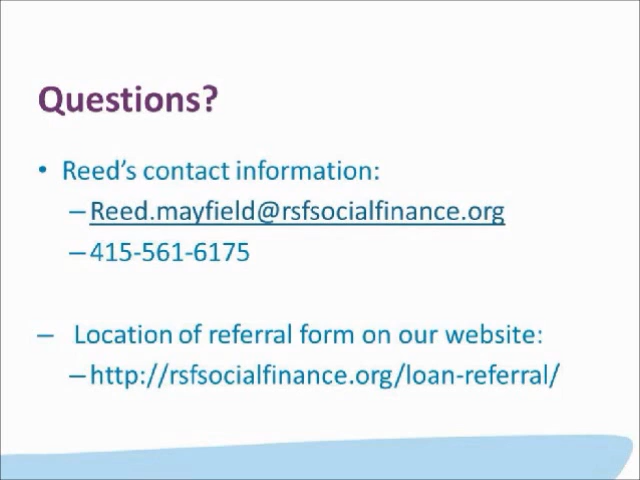 Questions?
• Reed's contact information:
–Reed.mayfield@rsfsocialfinance.org
–415-561-6175
– Location of referral form on our website:
–http://rsfsocialfinance.org/loan-referral/